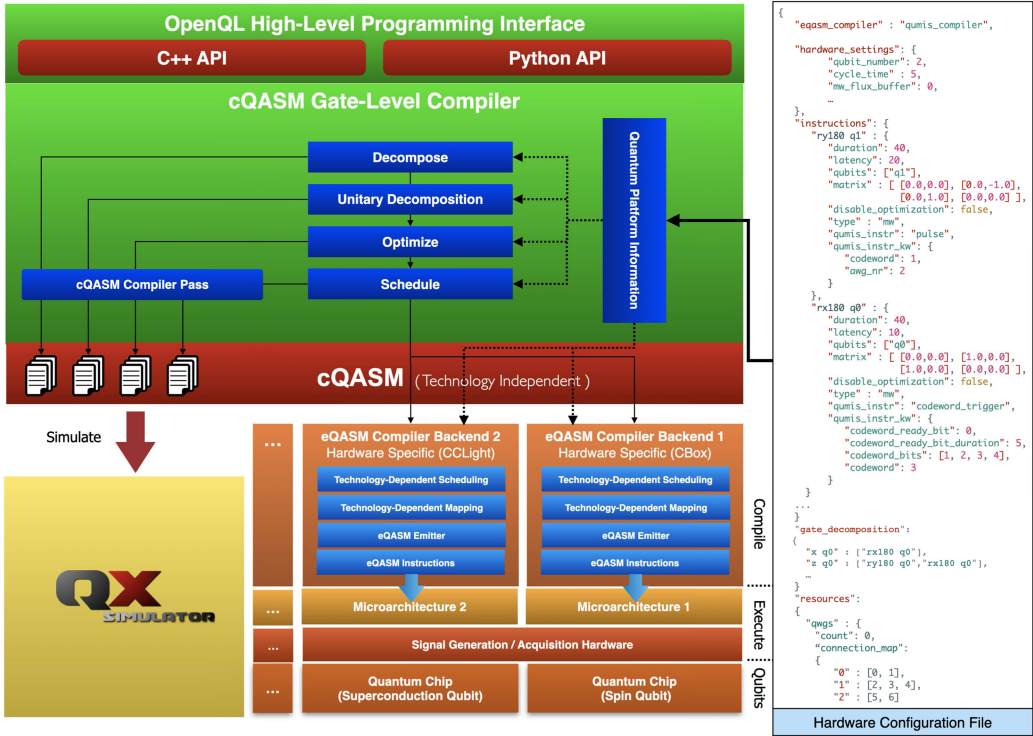 OpenQL High-Level Programming Interface
C++ API
Python API
cQASM Gate-Level Compiler
Decompose
Unitary Decomposition
Optimize
Schedule
cQASM Compiler Pass
Quantum Platform Information
cQASM ( Technology Independent )
Simulate
QX
SIMULATOR
...
eQASM Compiler Backend 2
Hardware Specific (CCLight)
Technology-Dependent Scheduling
Technology-Dependent Mapping
eQASM Emitter
eQASM Instructions
eQASM Compiler Backend 1
Hardware Specific (CBox)
Technology-Dependent Scheduling
Technology-Dependent Mapping
eQASM Emitter
eQASM Instructions
Compile
...
Microarchitecture 2
Microarchitecture 1
Execute
...
Signal Generation / Acquisition Hardware
...
Quantum Chip
(Superconduction Qubit)
Quantum Chip
(Spin Qubit)
Qubits
{
"eqasm_compiler" : "qumis_compiler",
"hardware_settings": {
"qubit_number": 2,
"cycle_time" : 5,
"mw_flux_buffer": 0,
…
},
"instructions": {
"ry180 q1" : {
"duration": 40,
"latency": 20,
"qubits": ["q1"],
"matrix" : [ [0.0,0.0], [0.0,-1.0],
[0.0,1.0], [0.0,0.0] ],
"disable_optimization": false,
"type" : "mw",
"qumis_instr": "pulse",
"qumis_instr_kw": {
"codeword": 1,
"awg_nr": 2
}
},
"rx180 q0" : {
"duration": 40,
"latency": 10,
"qubits": ["q0"],
"matrix" : [ [0.0,0.0], [1.0,0.0],
[1.0,0.0], [0.0,0.0] ],
"disable_optimization": false,
"type" : "mw",
"qumis_instr": "codeword_trigger",
"qumis_instr_kw": {
"codeword_ready_bit": 0,
"codeword_ready_bit_duration": 5,
"codeword_bits": [1, 2, 3, 4],
"codeword": 3
}
}
...
}
"gate_decomposition":
{
"x q0" : ["rx180 q0"],
"z q0" : ["ry180 q0","rx180 q0"],
…
}
"resources":
{
"qwgs" : {
"count": 0,
“connection_map":
{
"0" : [0, 1],
"1" : [2, 3, 4],
"2" : [5, 6]
Hardware Configuration File